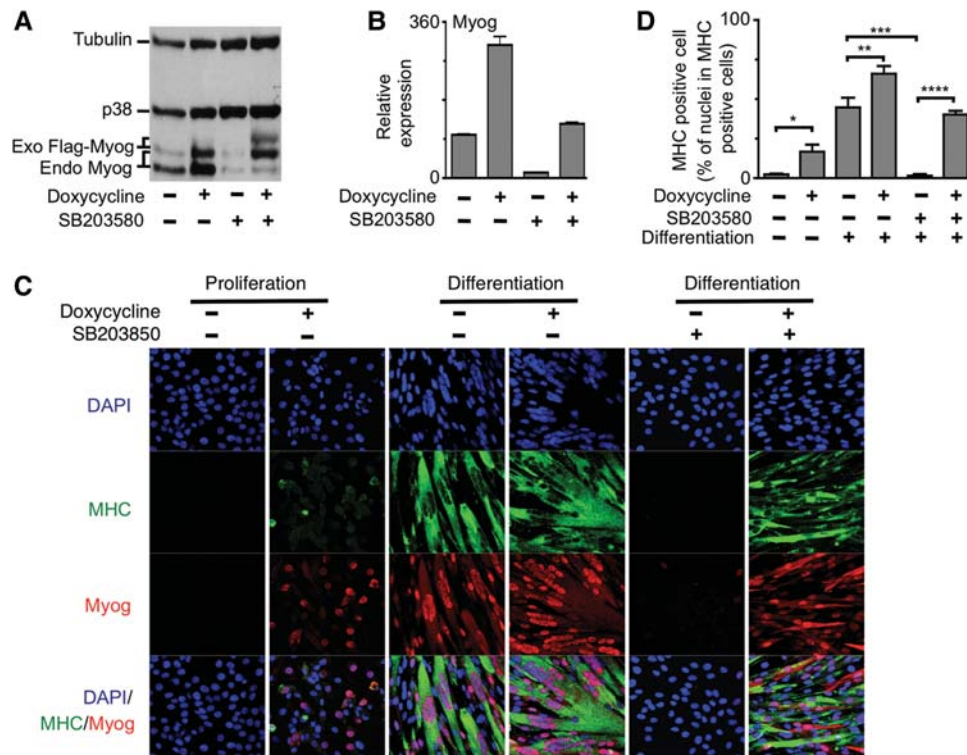 A
Tubulin
p38
Exo Flag-Myog
Endo Myog
Doxycycline − + − +
SB203580 − − + +
B
360
Myog
Relative
expression
0
Doxycycline − + − +
SB203580 − − + +
D
100
MHC positive cell
(% of nuclei in MHC
positive cells)
0
*
**
***
****
Doxycycline − + − + − +
SB203580 − − − − + +
Differentiation − − + + + +
C
Proliferation Differentiation Differentiation
Doxycycline − + − + − +
SB203850 − − − − + +
DAPI
MHC
Myog
DAPI/
MHC/Myog